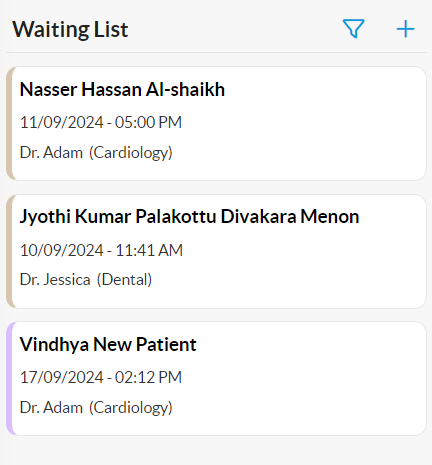 Waiting List
Nasser Hassan Al-shaikh
11/09/2024 - 05:00 PM
Dr. Adam (Cardiology)
Jyothi Kumar Palakottu Divakara Menon
10/09/2024 - 11:41 AM
Dr. Jessica (Dental)
Vindhya New Patient
17/09/2024 - 02:12 PM
Dr. Adam (Cardiology)